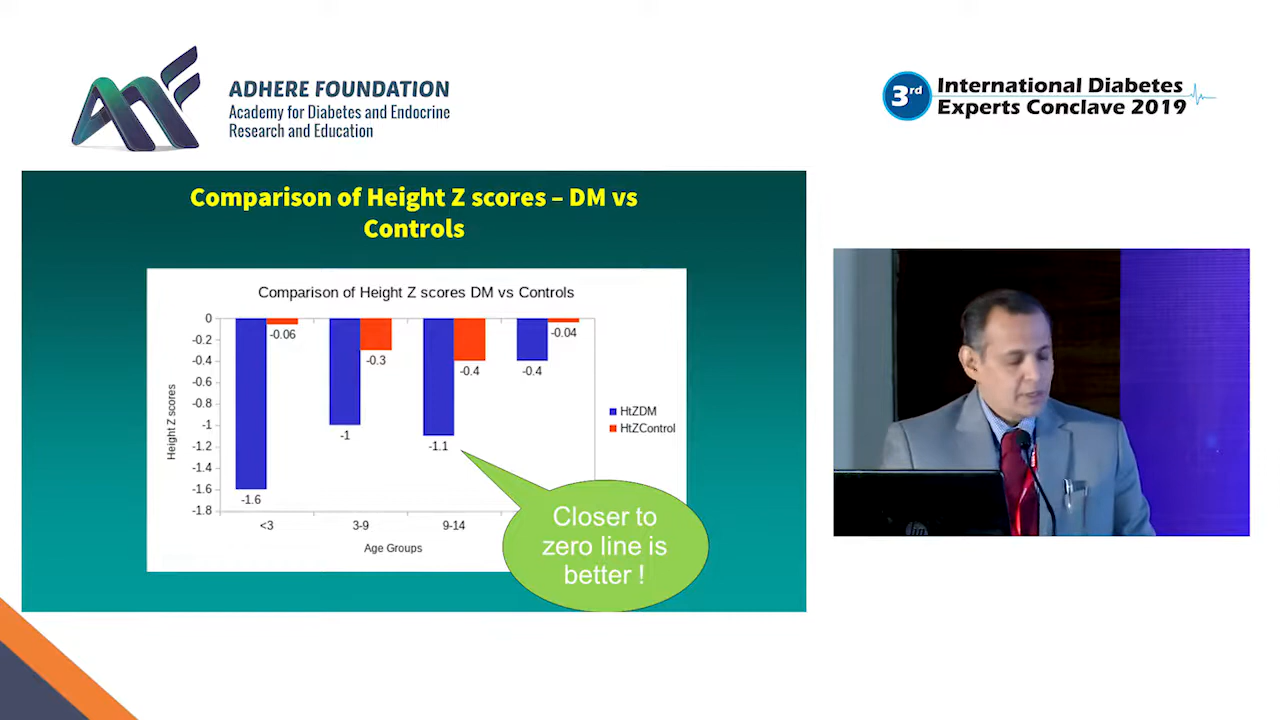 ADHERE FOUNDATION
Academy for Diabetes and Endocrine
Research and Education
3rd
International Diabetes
Experts Conclave 2019
Comparison of Height Z scores – DM vs
Controls
Comparison of Height Z scores DM vs Controls
0
-0.2
-0.4
-0.6
-0.8
-1
-1.2
-1.4
-1.6
-1.8
Height Z scores
-0.06
-0.3
-0.4
-0.04
-1.6
-1
-1.1
-0.4
HtZDM
HtZControl
<3
3-9
9-14
Age Groups
Closer to
zero line is
better !
hp